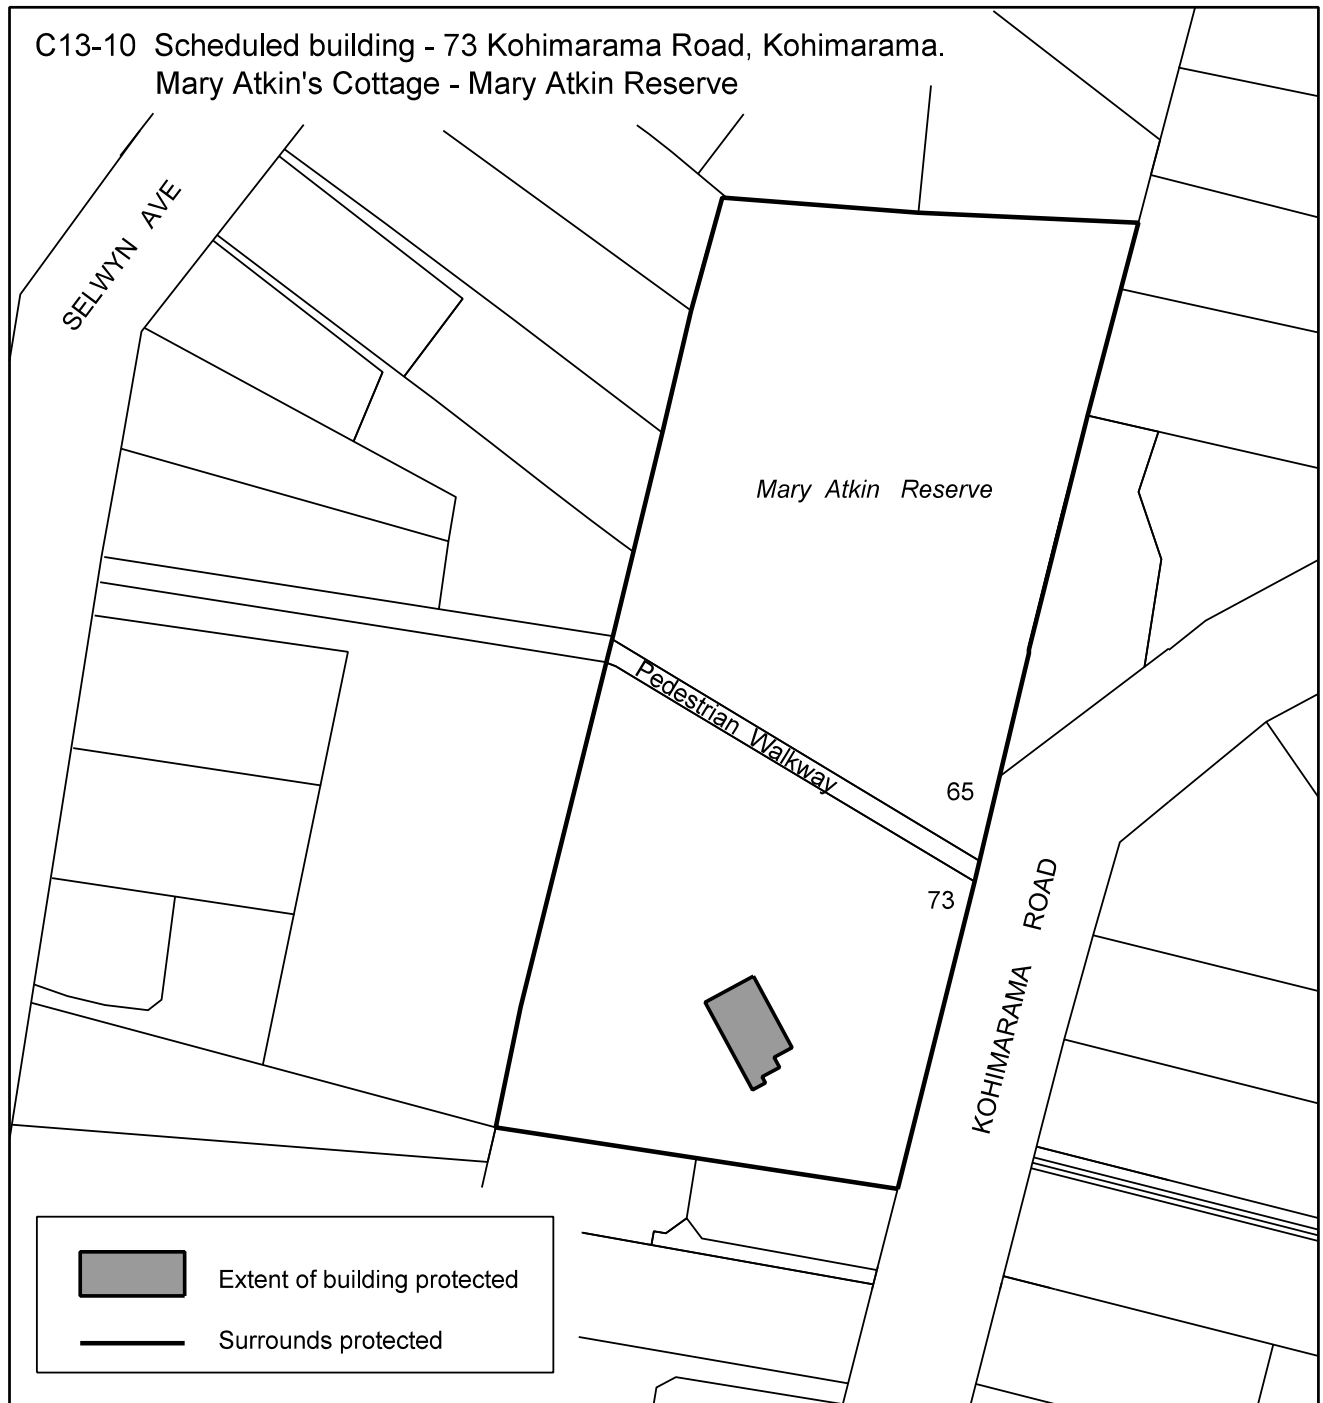 C13-10 Scheduled building - 73 Kohimarama Road, Kohimarama.
Mary Atkin's Cottage - Mary Atkin Reserve
SELWYN AVE
Mary Atkin Reserve
Pedestrian Walkway
65
73
KOHIMARAMA ROAD
Extent of building protected
Surrounds protected